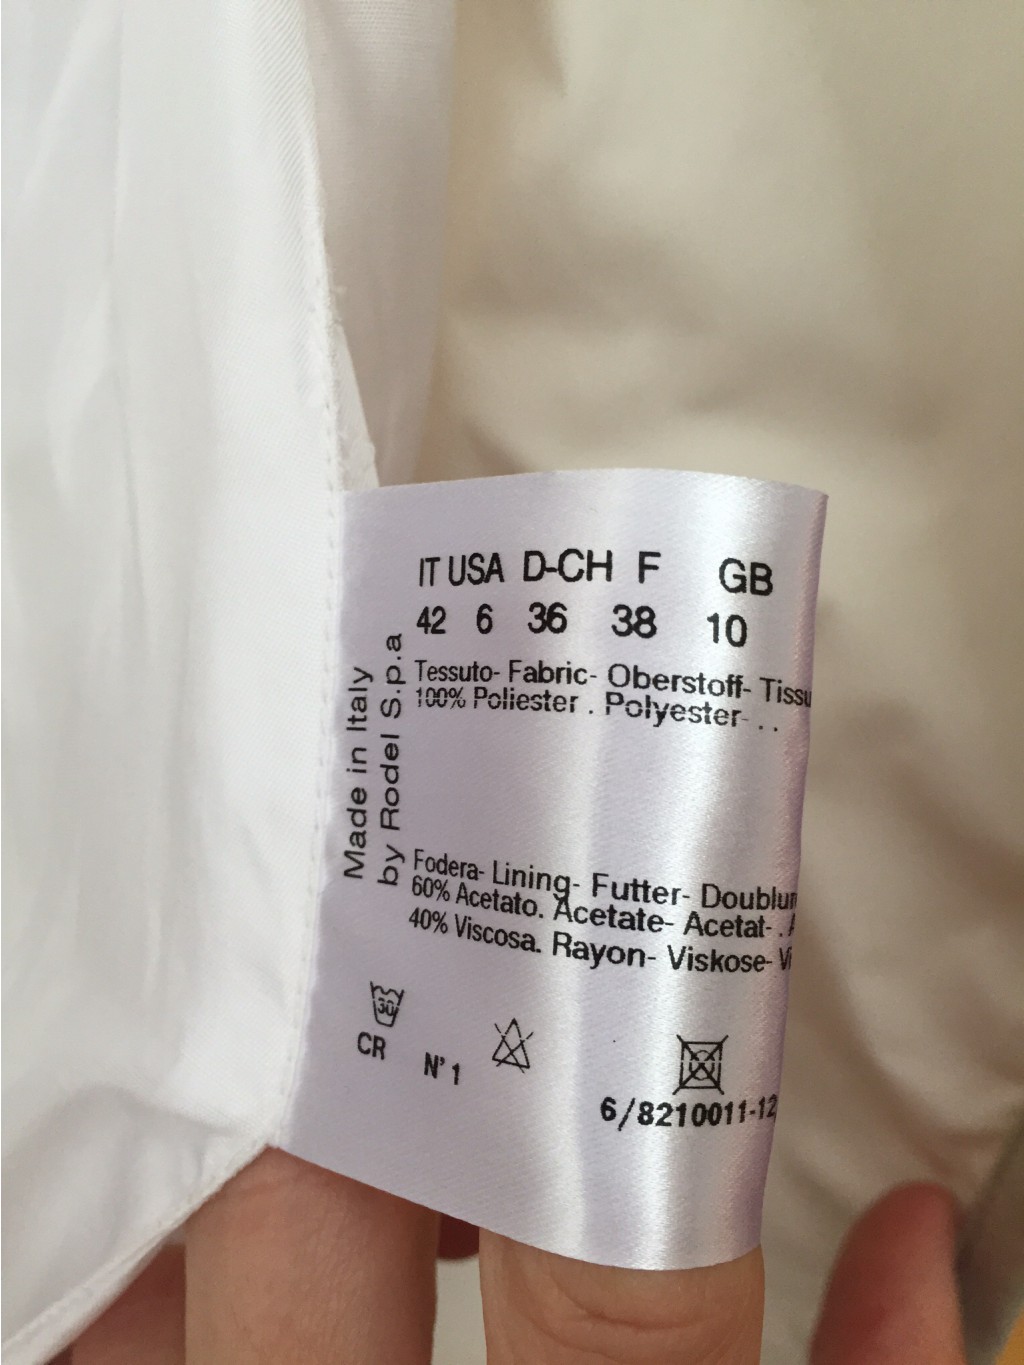 IT USA D-CH F GB
42 6 36 38 10
Made in Italy
by Rodel S.p.a
Tessuto- Fabric- Oberstoff- Tissu
100% Poliester . Polyester- . .
Fodera- Lining- Futter- Doublur
60% Acetato. Acetate- Acetat- . A
40% Viscosa. Rayon- Viskose- Vi
30
CR N° 1
6/8210011-12